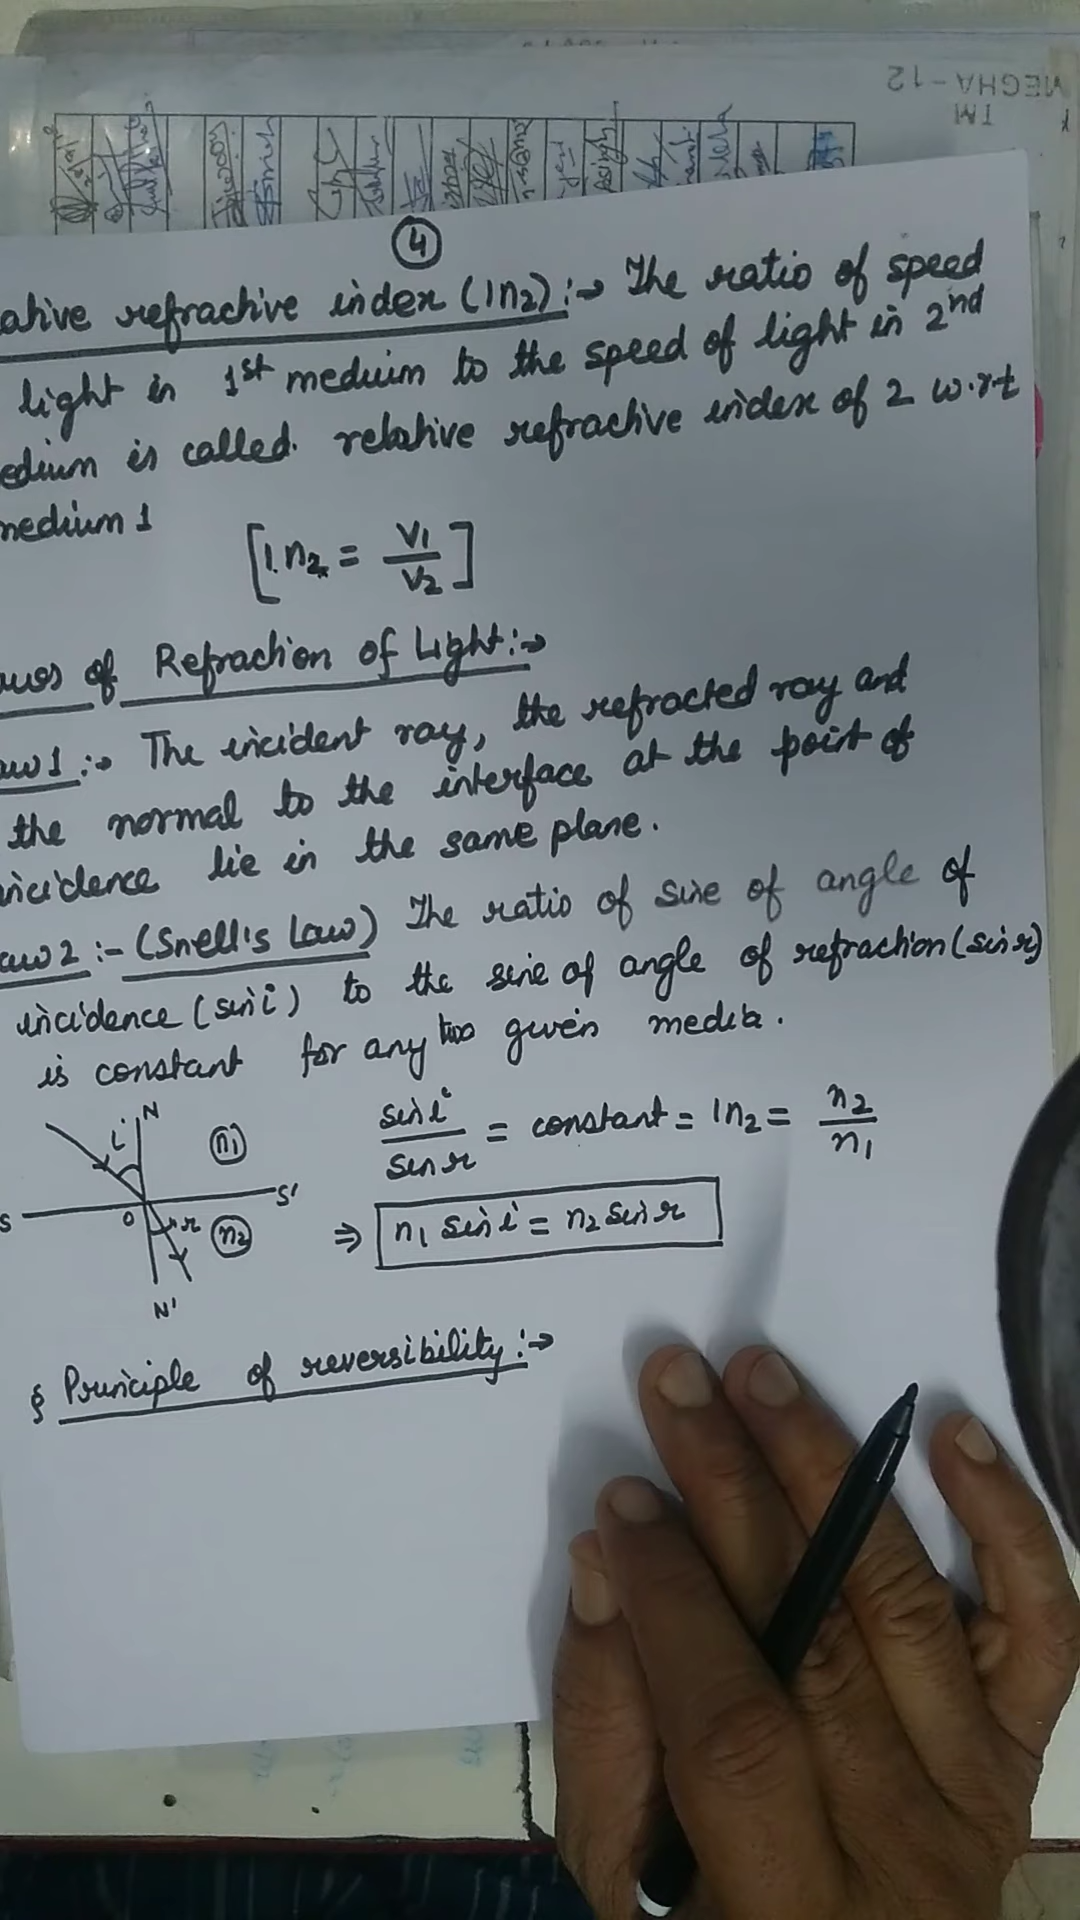 MEGHA-12
TM
4
ative refractive index (1n2) :→ The ratio of speed
light in 1st medium to the speed of light in 2nd
edium is called. relative refractive index of 2 w.r.t
medium 1
[1n2 = V1/V2]
aws of Refraction of Light :→
aw 1 :→ The incident ray, the refracted ray and
the normal to the interface at the point of
incidence lie in the same plane.
aw 2 :- (Snell's Law) The ratio of sine of angle of
incidence (sin i) to the sine of angle of refraction (sin r)
is constant for any two given media.
sin i / sin r = constant = 1n2 = n2/n1
⇒ n1 sin i = n2 sin r
N
i
n1
S
S'
O
r
n2
N'
§ Principle of reversibility :→